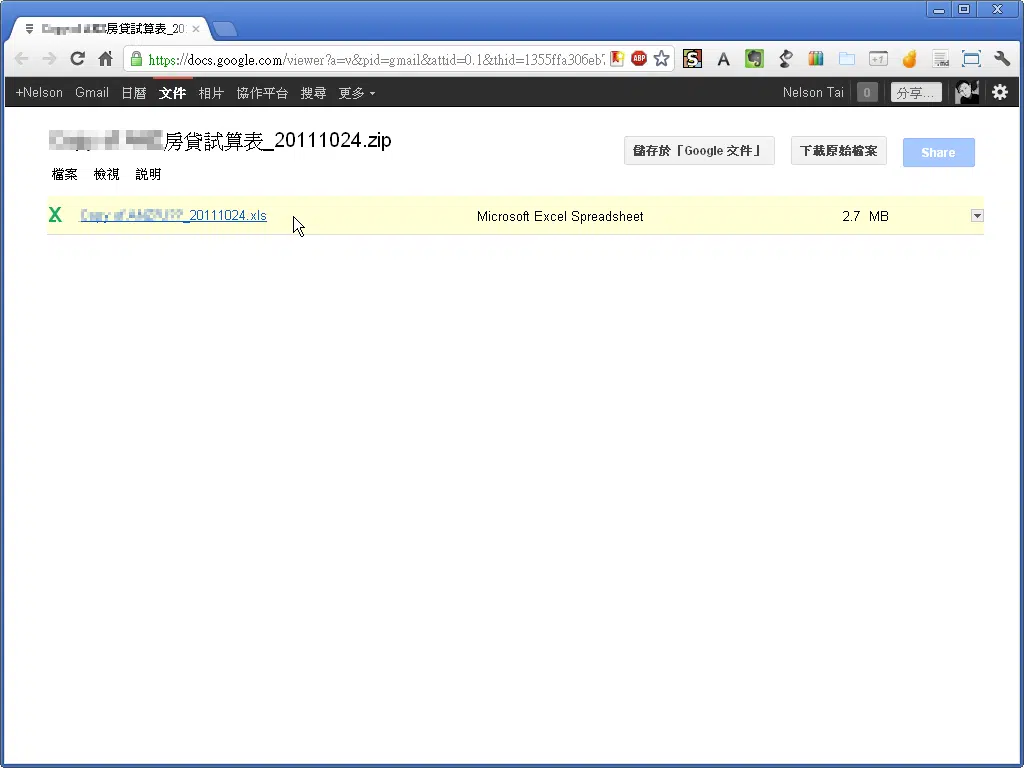 房貸試算表_20
https://docs.google.com/viewer?a=v&pid=gmail&attid=0.1&thid=1355ffa306eb
ABP
S A +1
+Nelson Gmail 日曆 文件 相片 協作平台 搜尋 更多 Nelson Tai 0 分享...
房貸試算表_20111024.zip 儲存於「Google 文件」 下載原始檔案 Share
檔案 檢視 說明
X _20111024.xls Microsoft Excel Spreadsheet 2.7 MB